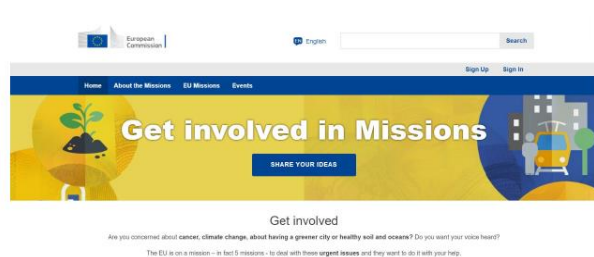 European
Commission
EN English
Search
Sign Up Sign In
Home About the Missions EU Missions Events
Get involved in Missions
SHARE YOUR IDEAS
Get involved
Are you concerned about cancer, climate change, about having a greener city or healthy soil and oceans? Do you want your voice heard?
The EU is on a mission – in fact 5 missions - to deal with these urgent issues and they want to do it with your help.